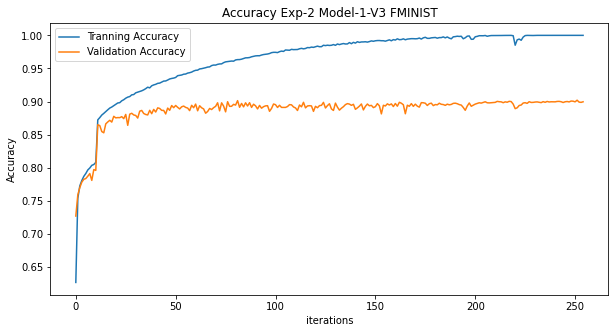 Accuracy Exp-2 Model-1-V3 FMINIST
Tranning Accuracy
Validation Accuracy
1.00
0.95
0.90
0.85
0.80
0.75
0.70
0.65
Accuracy
0 50 100 150 200 250
iterations